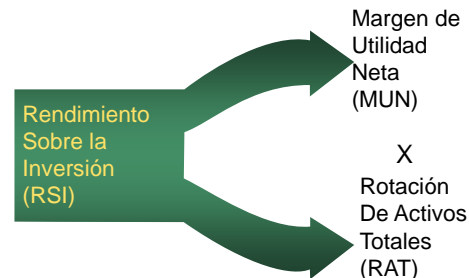 Rendimiento
Sobre la
Inversión
(RSI)
Margen de
Utilidad
Neta
(MUN)
X
Rotación
De Activos
Totales
(RAT)